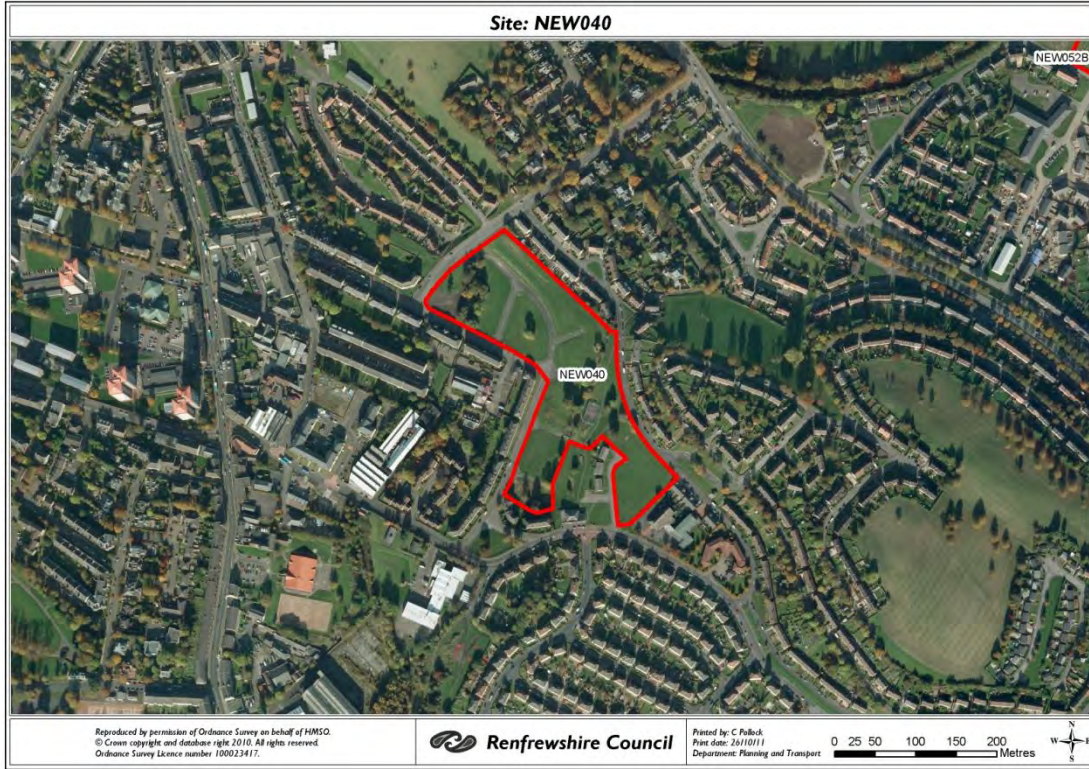 Site: NEW040
NEW052B
NEW040
Reproduced by permission of Ordnance Survey on behalf of HMSO.
© Crown copyright and database right 2010. All rights reserved.
Ordnance Survey Licence number 100023417.
Renfrewshire Council
Printed by: C Pollock
Print date: 26/10/11
Department: Planning and Transport
0 25 50 100 150 200
Metres
N
W E
S